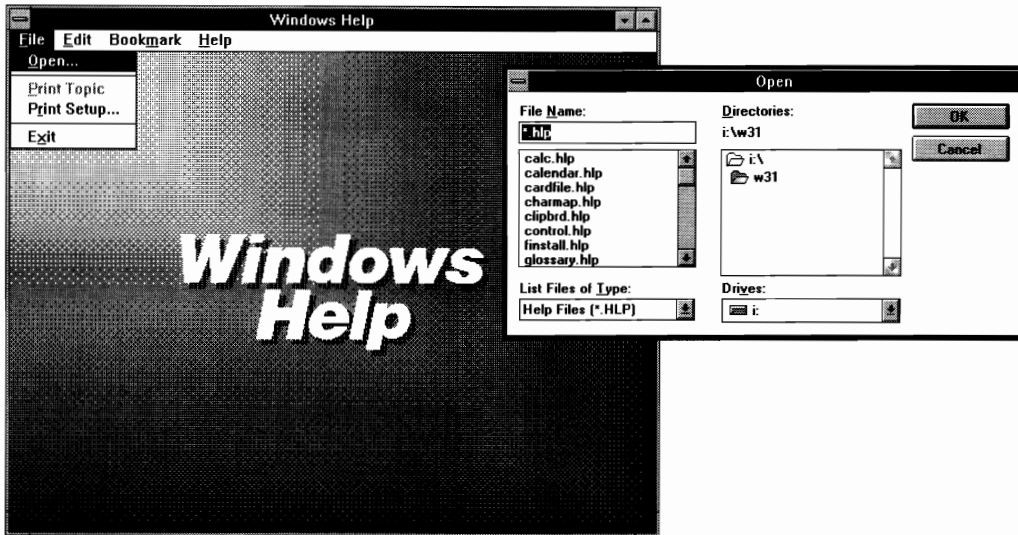 Windows Help
File Edit Bookmark Help
Open...
Print Topic
Print Setup...
Exit
Windows
Help
Open
File Name:
*.hlp
calc.hlp
calendar.hlp
cardfile.hlp
charmap.hlp
clipbrd.hlp
control.hlp
finstall.hlp
glossary.hlp
List Files of Type:
Help Files (*.HLP)
Directories:
i:\w31
i:\
w31
Drives:
i:
OK
Cancel